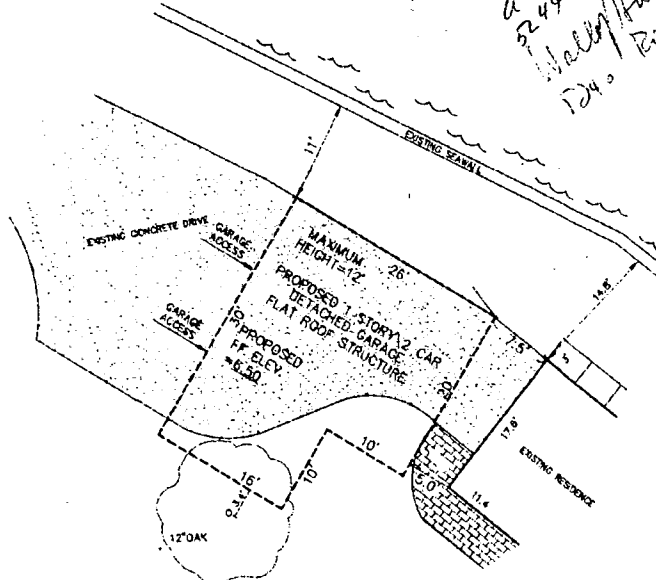 5244
EXISTING SEAWALL
11'
EXISTING CONCRETE DRIVE
GARAGE
ACCESS
GARAGE
ACCESS
MAXIMUM
HEIGHT=12'
26'
PROPOSED 1 STORY\2 CAR
DETACHED GARAGE
FLAT ROOF STRUCTURE
PROPOSED
FF ELEV
30'
20'
7.5'
14.8'
17.8'
EXISTING RESIDENCE
11.4
5.0'
10'
10'
16'
12"OAK